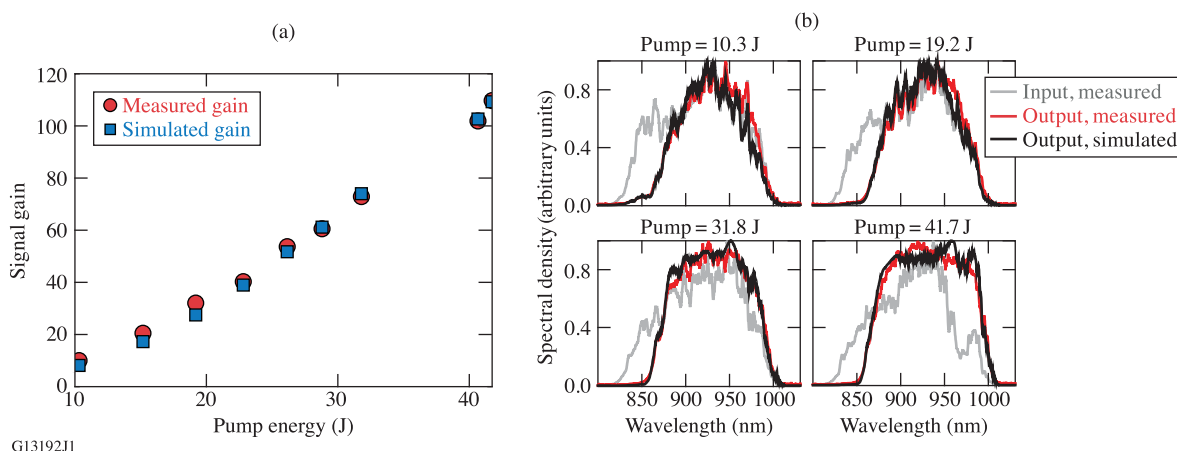 (a)
120
100
80
60
40
20
0
Signal gain
Measured gain
Simulated gain
10 20 30 40
Pump energy (J)
G13192J1
(b)
Pump = 10.3 J
Pump = 19.2 J
0.8
0.4
0.0
Input, measured
Output, measured
Output, simulated
Spectral density (arbitrary units)
Pump = 31.8 J
Pump = 41.7 J
0.8
0.4
0.0
850 900 950 1000
850 900 950 1000
Wavelength (nm)
Wavelength (nm)